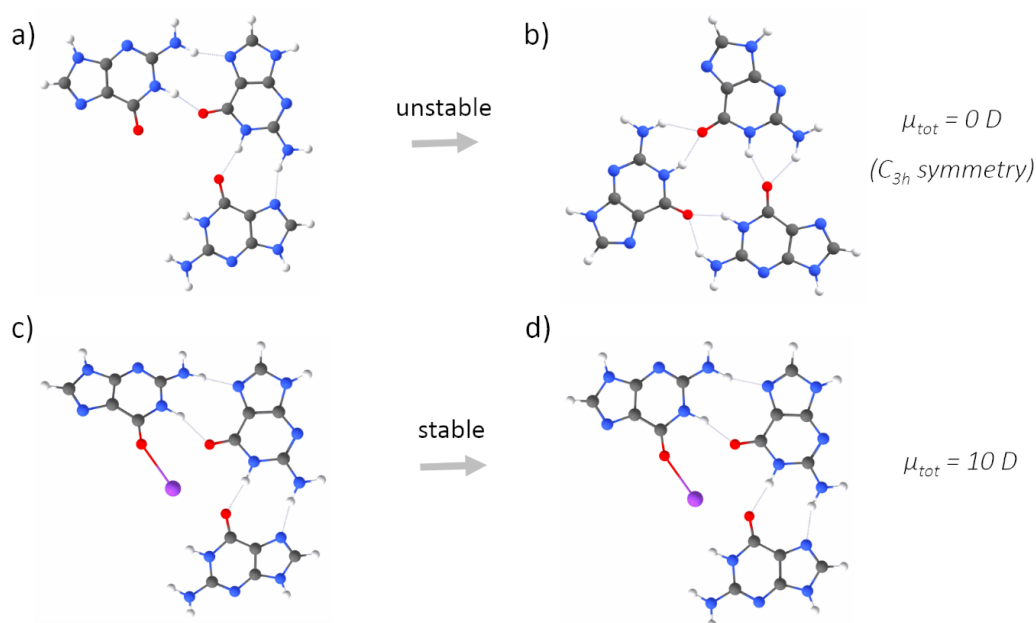 a)
unstable
b)
μtot = 0 D
(C3h symmetry)
c)
stable
d)
μtot = 10 D